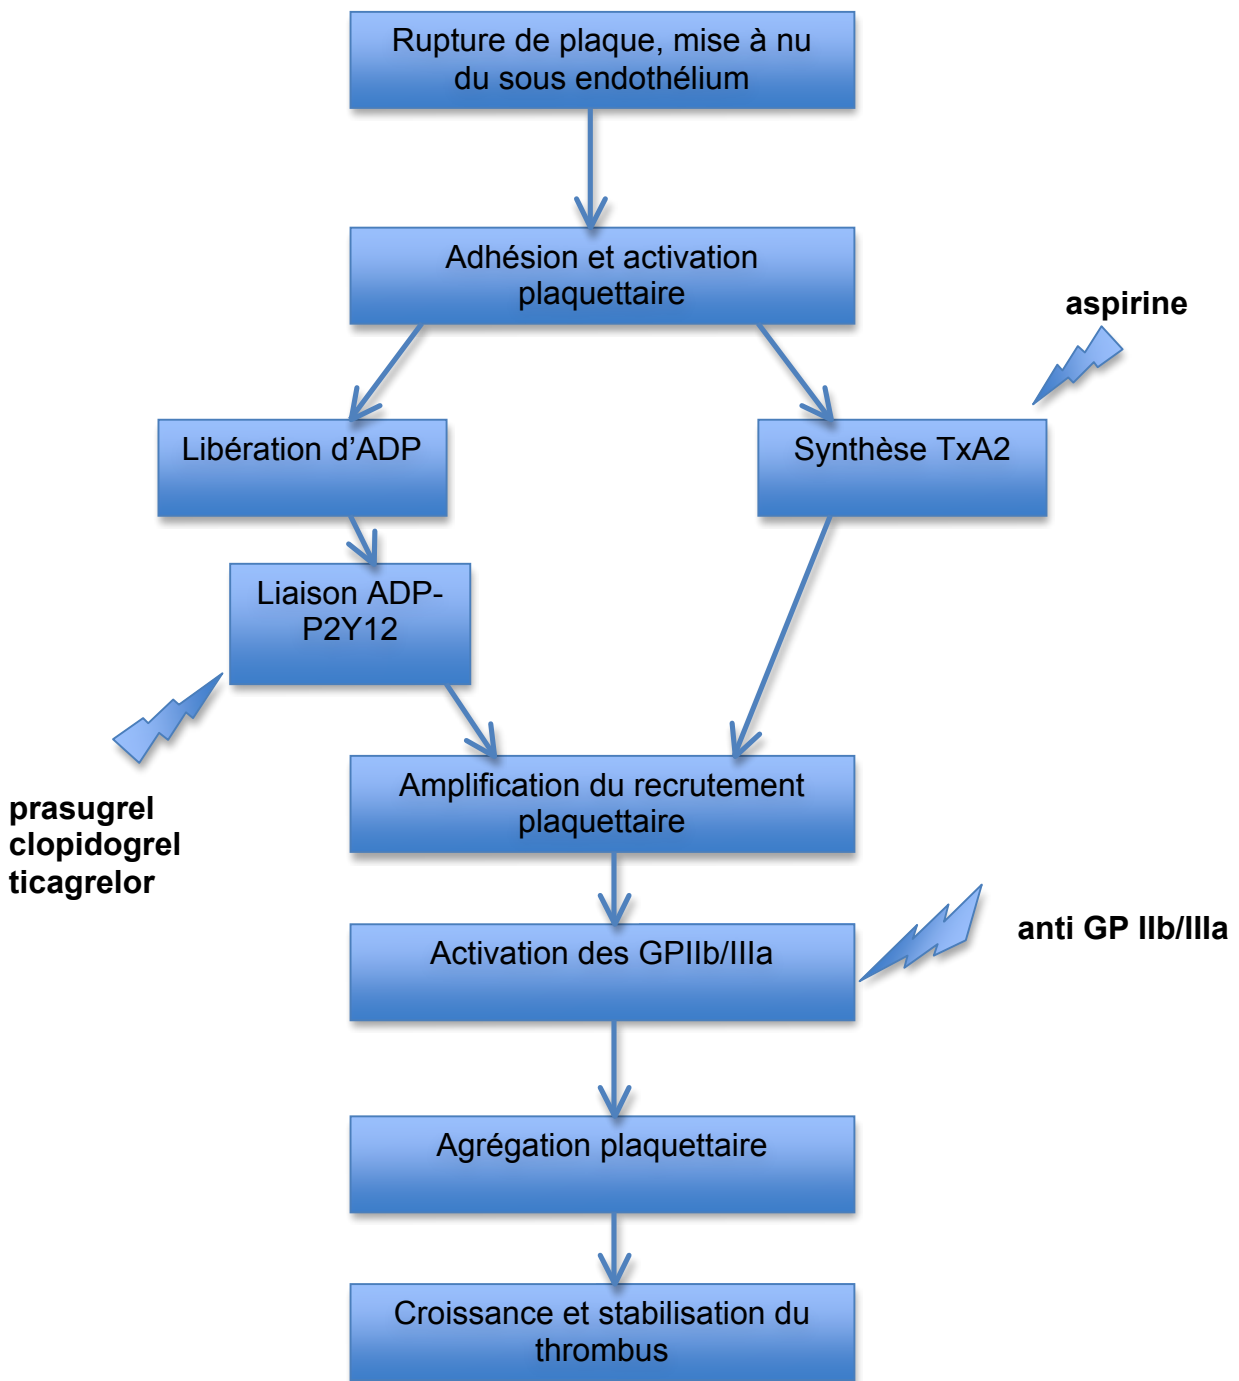 Rupture de plaque, mise à nu
du sous endothélium
Adhésion et activation
plaquettaire
aspirine
Libération d’ADP
Synthèse TxA2
Liaison ADP-
P2Y12
prasugrel
clopidogrel
ticagrelor
Amplification du recrutement
plaquettaire
Activation des GPIIb/IIIa
anti GP IIb/IIIa
Agrégation plaquettaire
Croissance et stabilisation du
thrombus